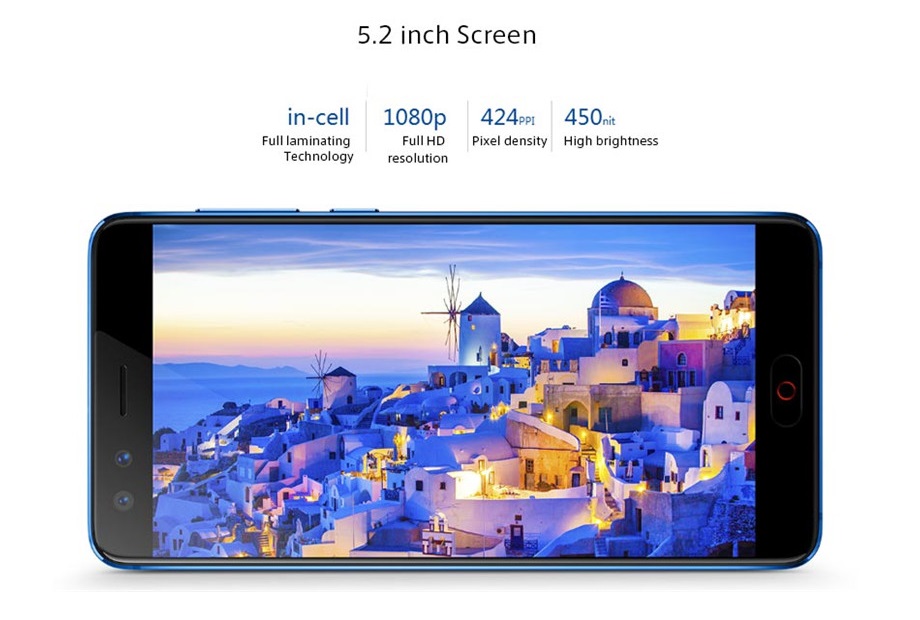 5.2 inch Screen
in-cell
Full laminating
Technology
1080p
Full HD
resolution
424PPI
Pixel density
450nit
High brightness